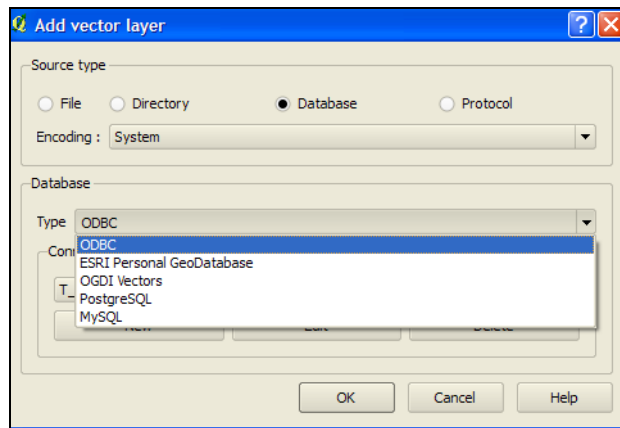 Add vector layer
Source type
File Directory Database Protocol
Encoding : System
Database
Type ODBC
ODBC
ESRI Personal GeoDatabase
OGDI Vectors
PostgreSQL
MySQL
OK Cancel Help